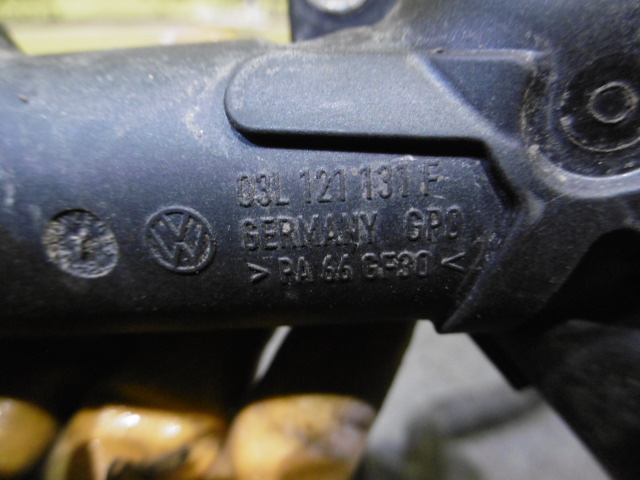 03L 121 131 F
GERMANY GPO
> PA 66 GF30 <